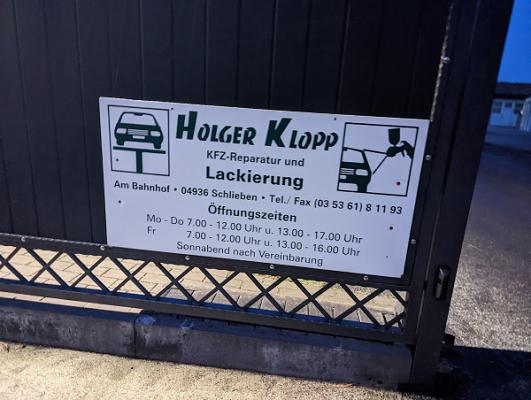 HOLGER KLOPP
KFZ-Reparatur und
Lackierung
Am Bahnhof • 04936 Schlieben • Tel./ Fax (03 53 61) 8 11 93
Öffnungszeiten
Mo - Do 7.00 - 12.00 Uhr u. 13.00 - 17.00 Uhr
Fr 7.00 - 12.00 Uhr u. 13.00 - 16.00 Uhr
Sonnabend nach Vereinbarung